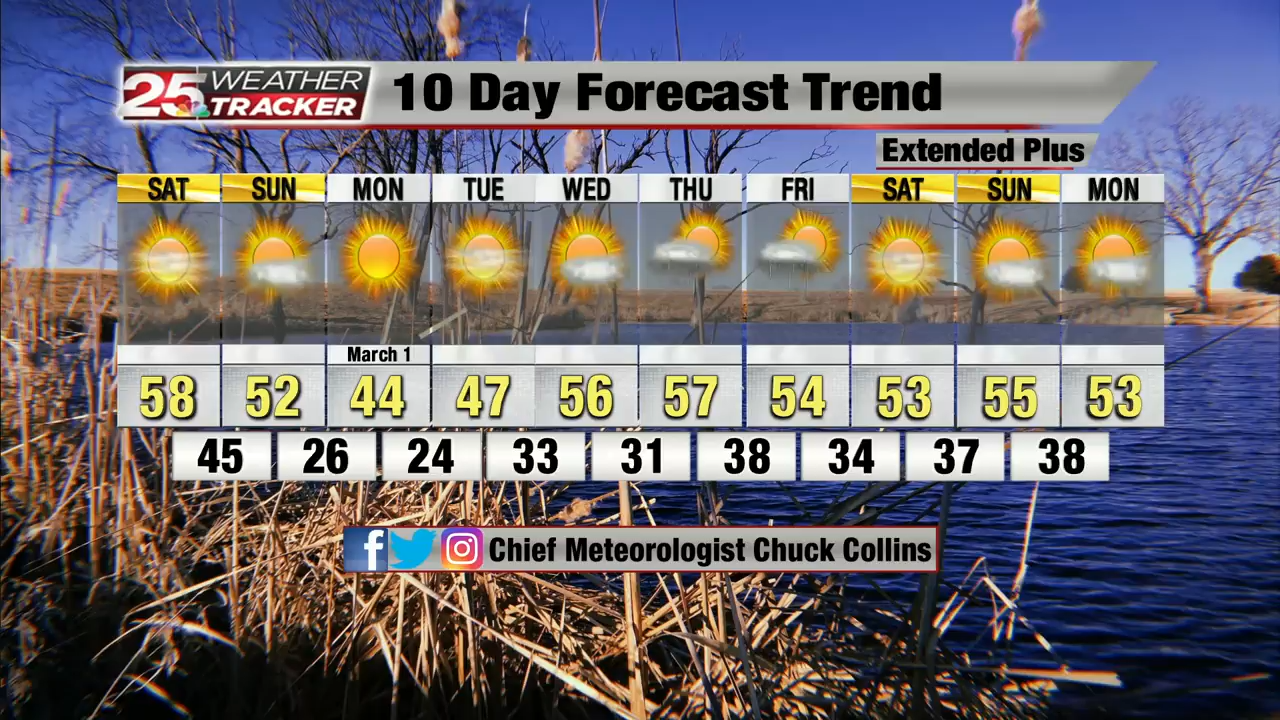 25 WEATHER TRACKER
10 Day Forecast Trend
Extended Plus
SAT SUN MON TUE WED THU FRI SAT SUN MON
March 1
58 52 44 47 56 57 54 53 55 53
45 26 24 33 31 38 34 37 38
f Chief Meteorologist Chuck Collins